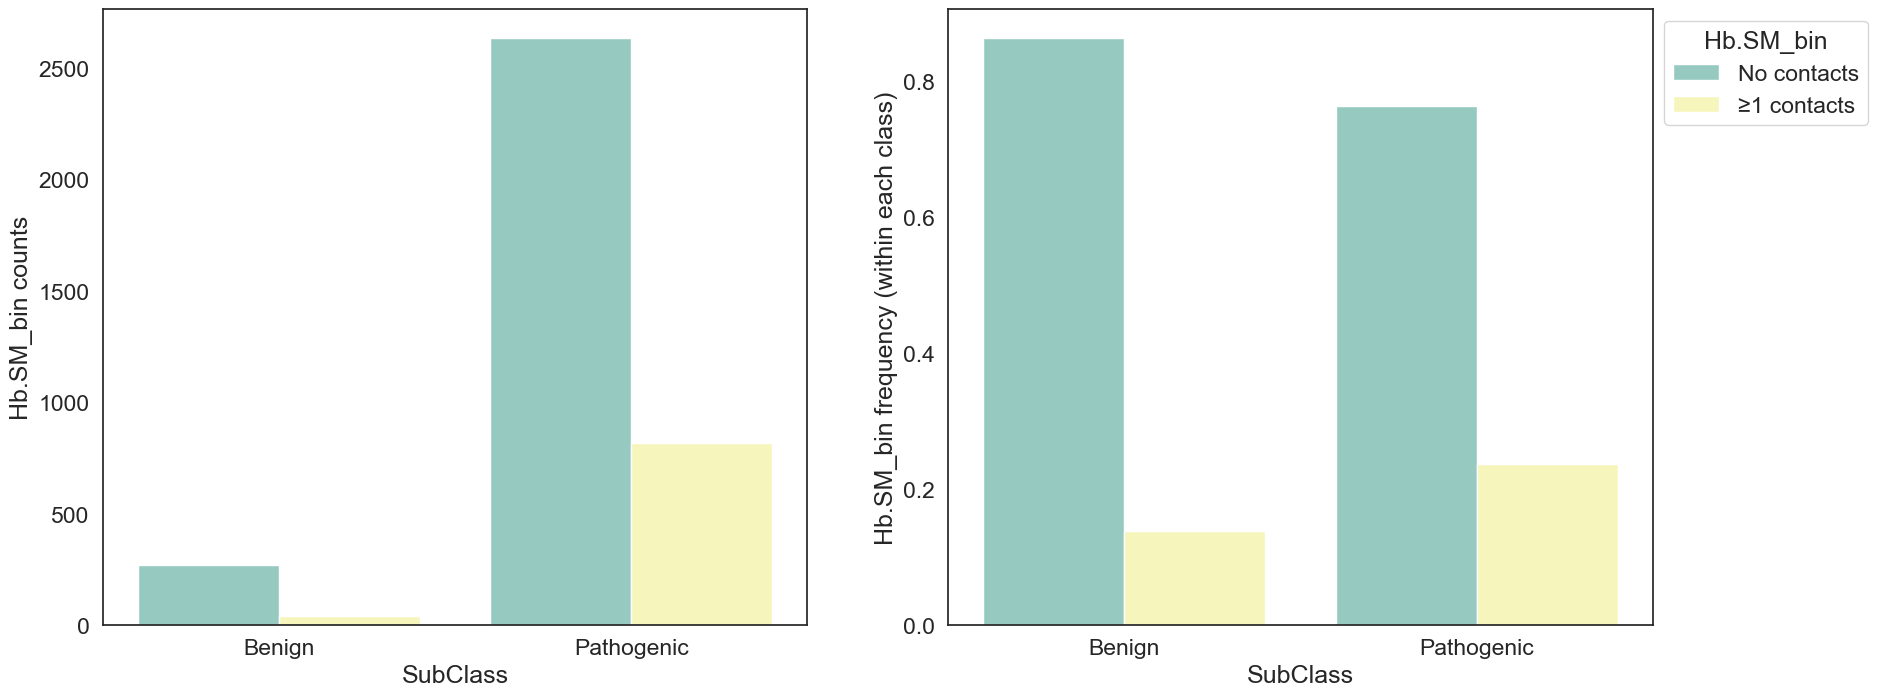 Hb.SM_bin counts
2500
2000
1500
1000
500
0
Benign
Pathogenic
SubClass
Hb.SM_bin frequency (within each class)
0.8
0.6
0.4
0.2
0.0
Benign
Pathogenic
SubClass
Hb.SM_bin
No contacts
≥1 contacts